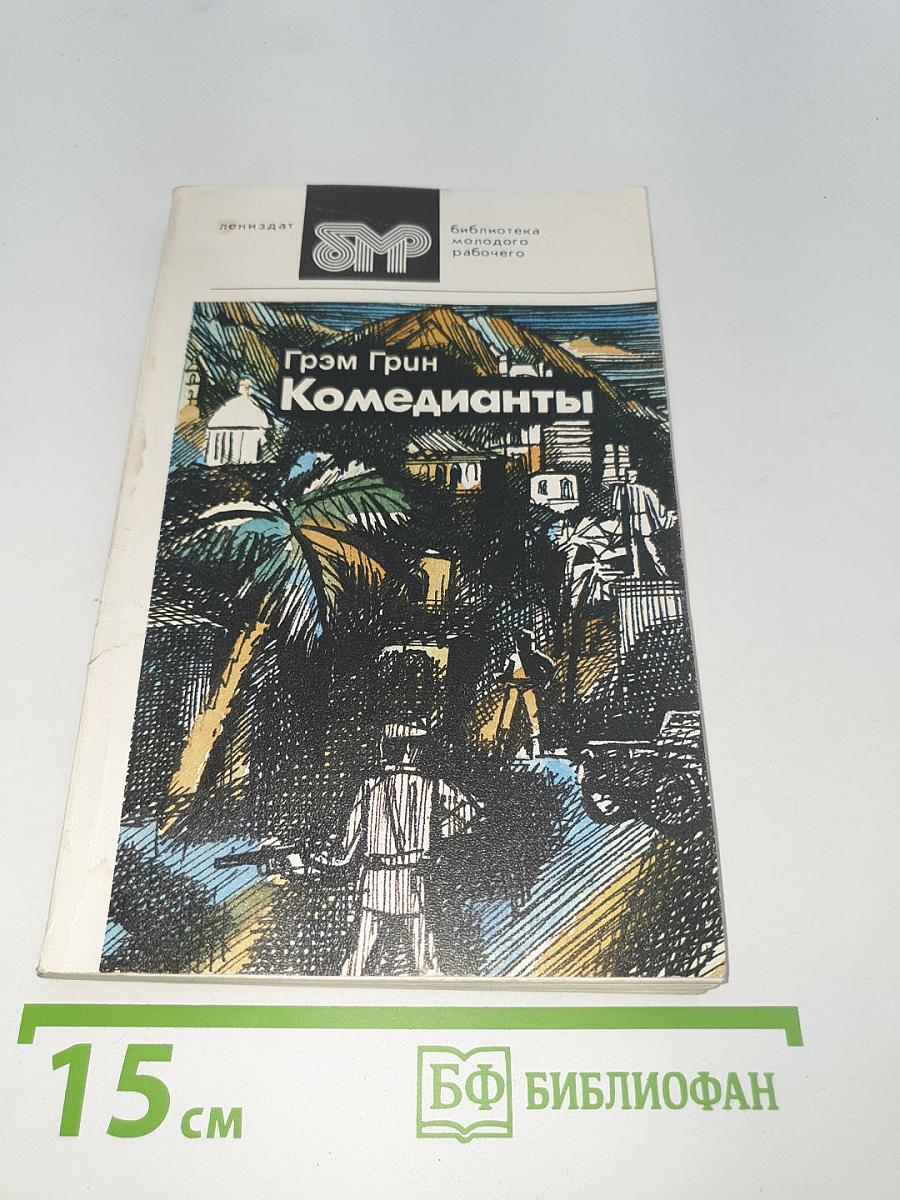 лениздат
бмр
библиотека
молодого
рабочего
Грэм Грин
Комедианты
15 см
БФ БИБЛИОФАН